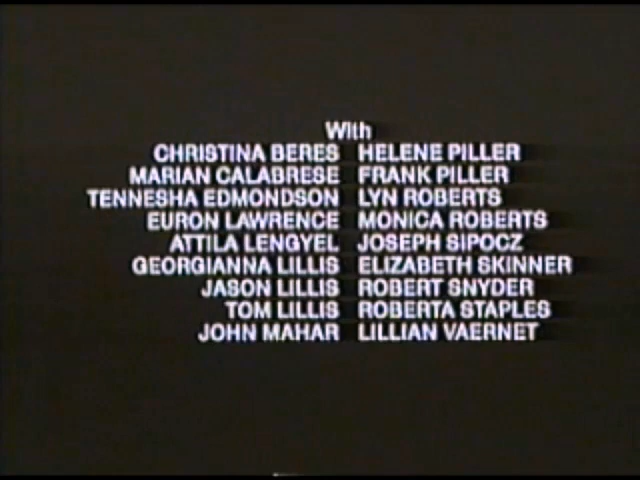 With
CHRISTINA BERES HELENE PILLER
MARIAN CALABRESE FRANK PILLER
TENNESHA EDMONDSON LYN ROBERTS
EURON LAWRENCE MONICA ROBERTS
ATTILA LENGYEL JOSEPH SIPOCZ
GEORGIANNA LILLIS ELIZABETH SKINNER
JASON LILLIS ROBERT SNYDER
TOM LILLIS ROBERTA STAPLES
JOHN MAHAR LILLIAN VAERNET